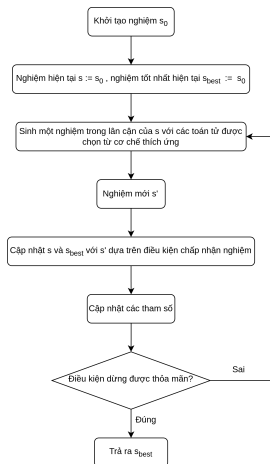 Khởi tạo nghiệm s0
Nghiệm hiện tại s := s0 , nghiệm tốt nhất hiện tại sbest := s0
Sinh một nghiệm trong lân cận của s với các toán tử được
chọn từ cơ chế thích ứng
Nghiệm mới s'
Cập nhật s và sbest với s' dựa trên điều kiện chấp nhận nghiệm
Cập nhật các tham số
Điều kiện dừng được thỏa mãn?
Sai
Đúng
Trả ra sbest